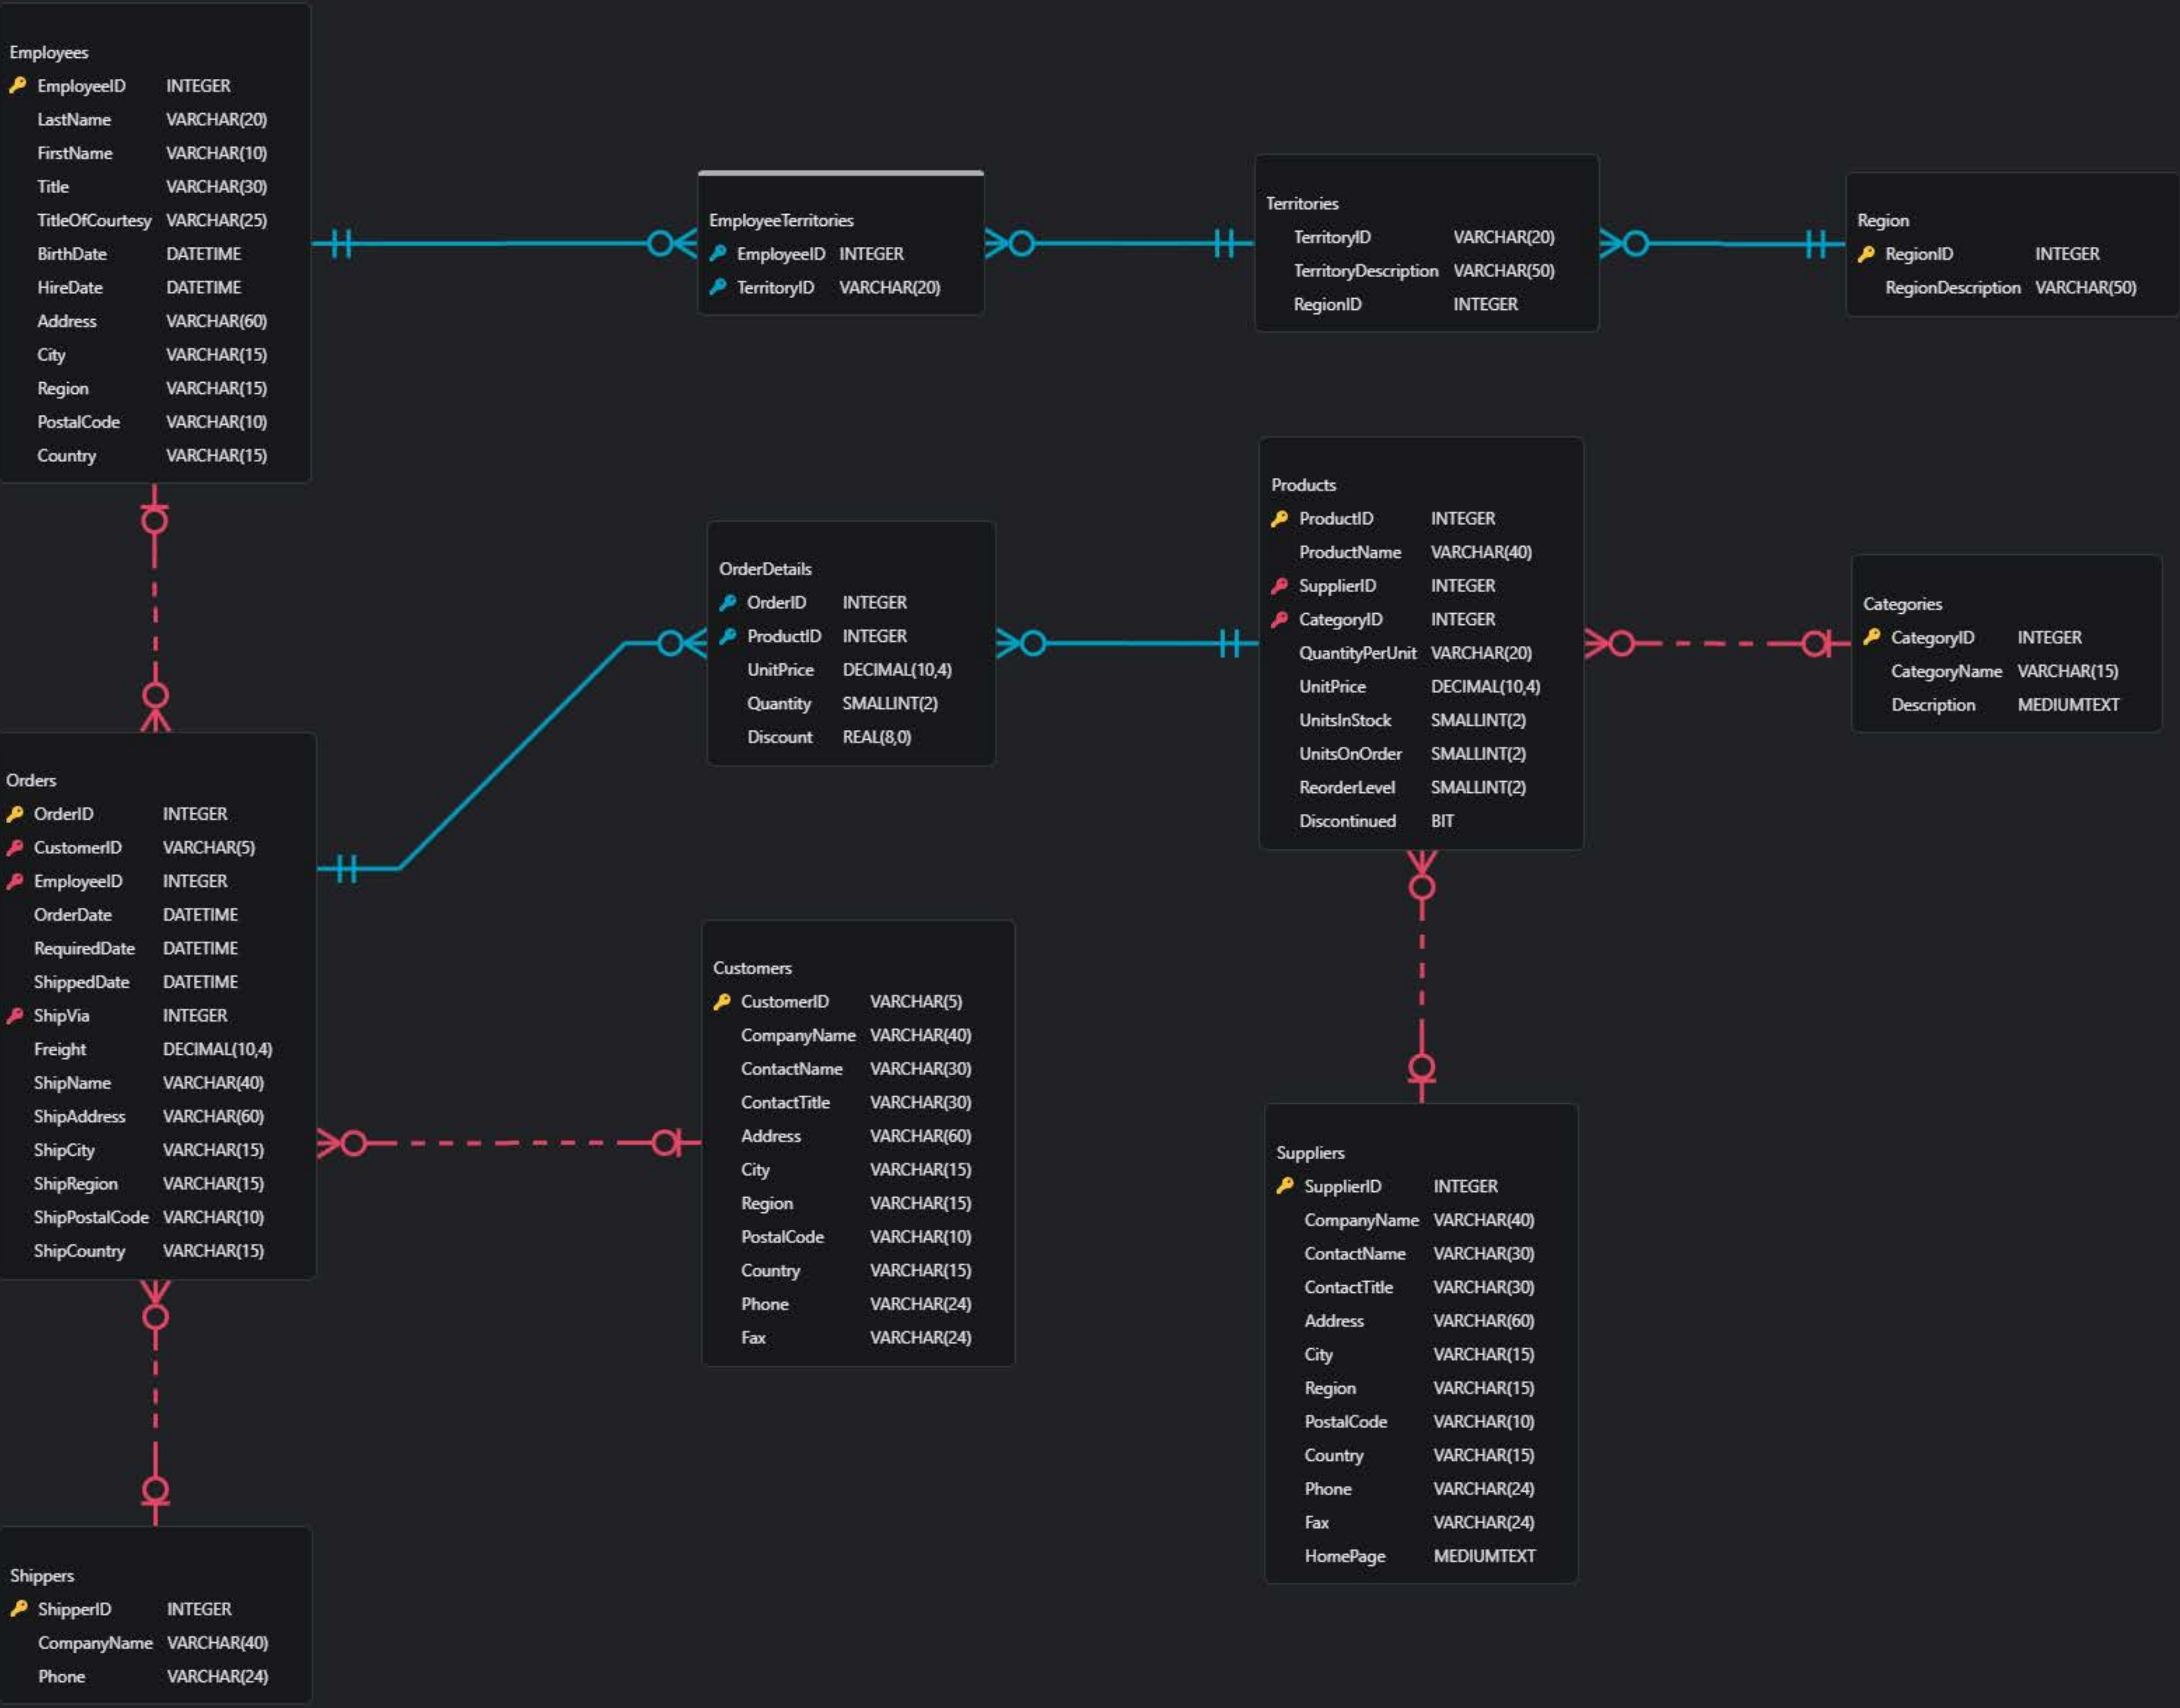 Employees
EmployeeID INTEGER
LastName VARCHAR(20)
FirstName VARCHAR(10)
Title VARCHAR(30)
TitleOfCourtesy VARCHAR(25)
BirthDate DATETIME
HireDate DATETIME
Address VARCHAR(60)
City VARCHAR(15)
Region VARCHAR(15)
PostalCode VARCHAR(10)
Country VARCHAR(15)
EmployeeTerritories
EmployeeID INTEGER
TerritoryID VARCHAR(20)
Territories
TerritoryID VARCHAR(20)
TerritoryDescription VARCHAR(50)
RegionID INTEGER
Region
RegionID INTEGER
RegionDescription VARCHAR(50)
OrderDetails
OrderID INTEGER
ProductID INTEGER
UnitPrice DECIMAL(10,4)
Quantity SMALLINT(2)
Discount REAL(8,0)
Products
ProductID INTEGER
ProductName VARCHAR(40)
SupplierID INTEGER
CategoryID INTEGER
QuantityPerUnit VARCHAR(20)
UnitPrice DECIMAL(10,4)
UnitsInStock SMALLINT(2)
UnitsOnOrder SMALLINT(2)
ReorderLevel SMALLINT(2)
Discontinued BIT
Categories
CategoryID INTEGER
CategoryName VARCHAR(15)
Description MEDIUMTEXT
Orders
OrderID INTEGER
CustomerID VARCHAR(5)
EmployeeID INTEGER
OrderDate DATETIME
RequiredDate DATETIME
ShippedDate DATETIME
ShipVia INTEGER
Freight DECIMAL(10,4)
ShipName VARCHAR(40)
ShipAddress VARCHAR(60)
ShipCity VARCHAR(15)
ShipRegion VARCHAR(15)
ShipPostalCode VARCHAR(10)
ShipCountry VARCHAR(15)
Customers
CustomerID VARCHAR(5)
CompanyName VARCHAR(40)
ContactName VARCHAR(30)
ContactTitle VARCHAR(30)
Address VARCHAR(60)
City VARCHAR(15)
Region VARCHAR(15)
PostalCode VARCHAR(10)
Country VARCHAR(15)
Phone VARCHAR(24)
Fax VARCHAR(24)
Suppliers
SupplierID INTEGER
CompanyName VARCHAR(40)
ContactName VARCHAR(30)
ContactTitle VARCHAR(30)
Address VARCHAR(60)
City VARCHAR(15)
Region VARCHAR(15)
PostalCode VARCHAR(10)
Country VARCHAR(15)
Phone VARCHAR(24)
Fax VARCHAR(24)
HomePage MEDIUMTEXT
Shippers
ShipperID INTEGER
CompanyName VARCHAR(40)
Phone VARCHAR(24)